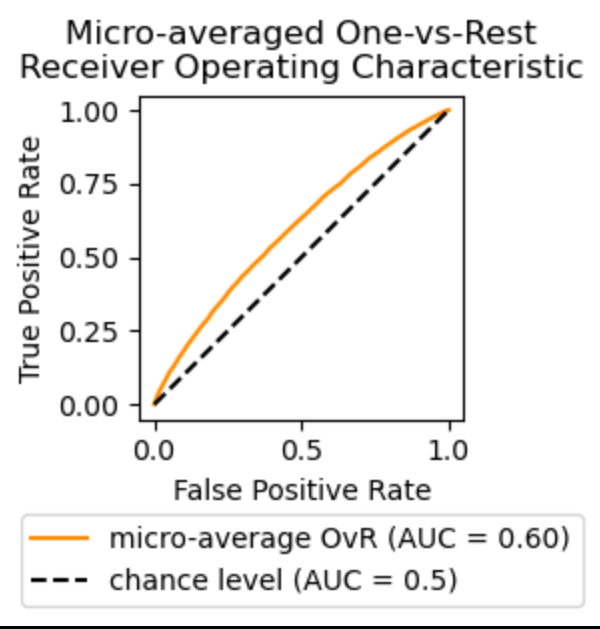 Micro-averaged One-vs-Rest
Receiver Operating Characteristic
True Positive Rate
1.00
0.75
0.50
0.25
0.00
0.0 0.5 1.0
False Positive Rate
micro-average OvR (AUC = 0.60)
chance level (AUC = 0.5)